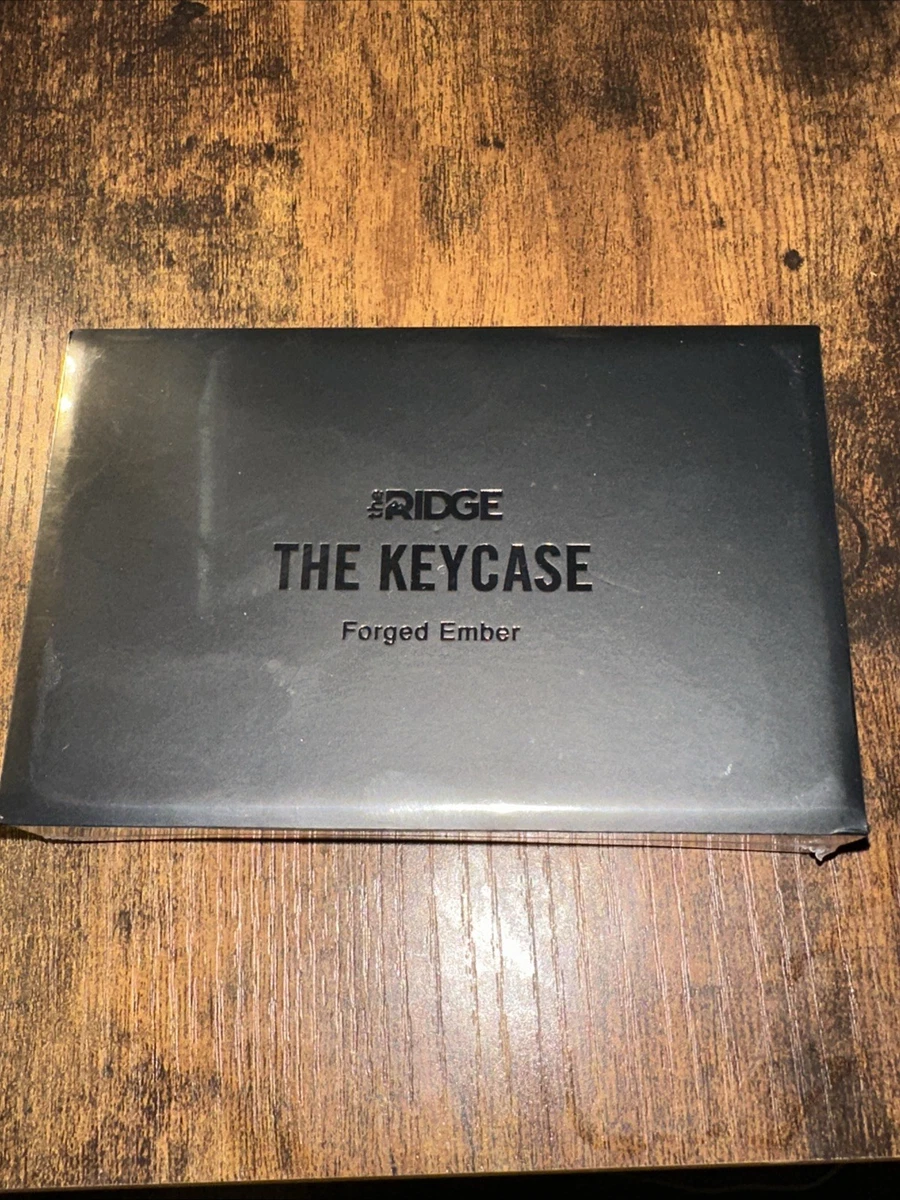 the RIDGE
THE KEYCASE
Forged Ember